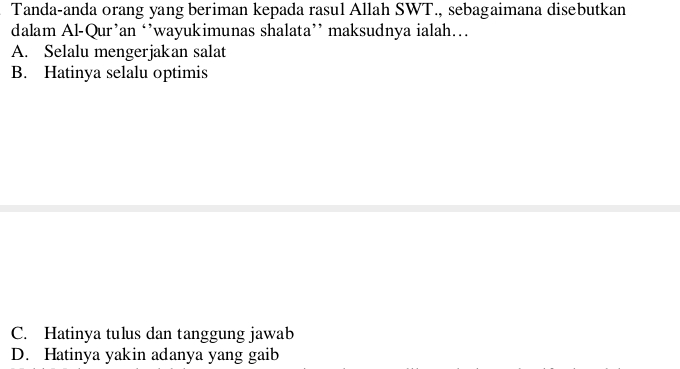 Tanda-anda orang yang beriman kepada rasul Allah SWT., sebagaimana disebutkan
dalam Al-Qur’an ‘’wayukimunas shalata’’ maksudnya ialah…
A. Selalu mengerjakan salat
B. Hatinya selalu optimis
C. Hatinya tulus dan tanggung jawab
D. Hatinya yakin adanya yang gaib